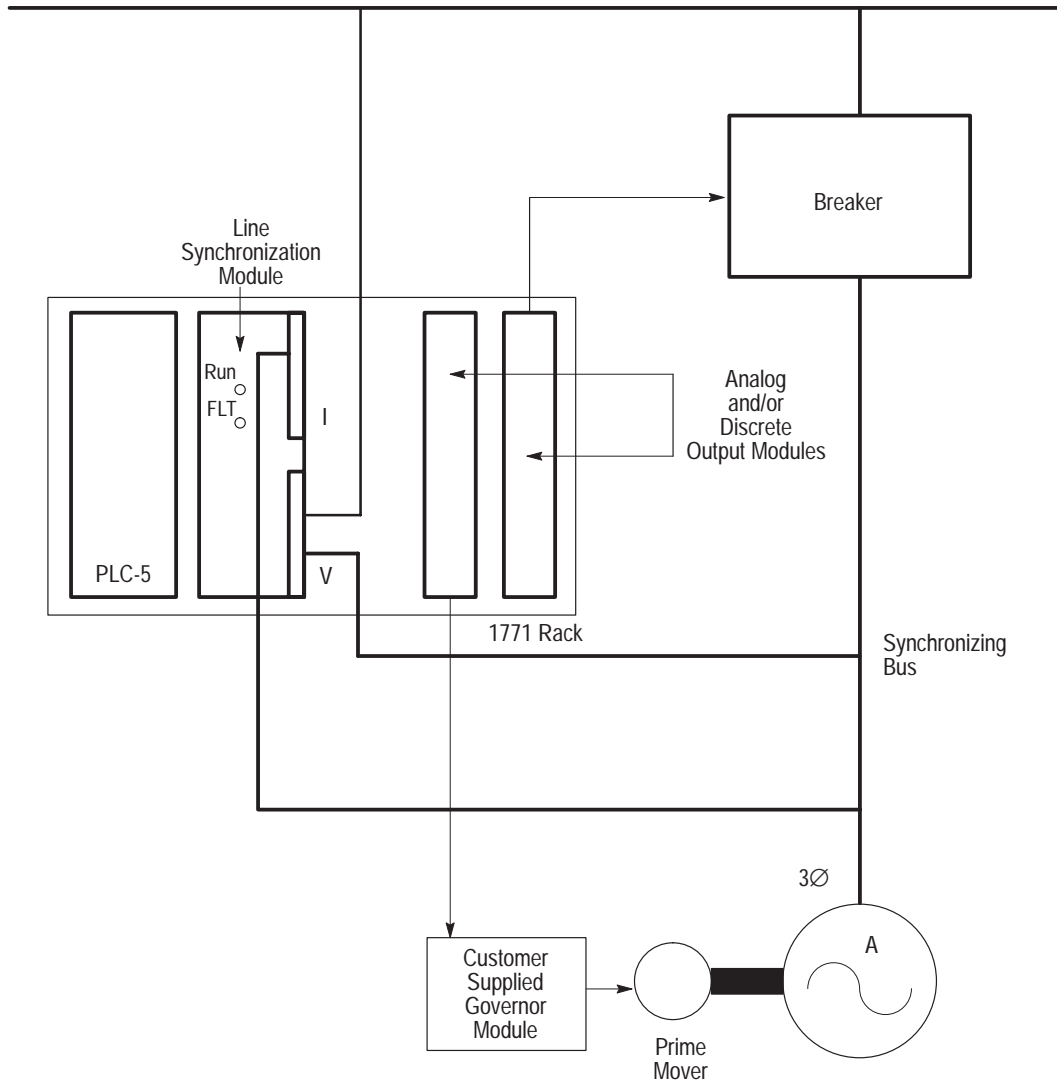 Breaker
Line
Synchronization
Module
Run
FLT
I
Analog
and/or
Discrete
Output Modules
PLC-5
V
1771 Rack
Synchronizing
Bus
3∅
A
Customer
Supplied
Governor
Module
Prime
Mover